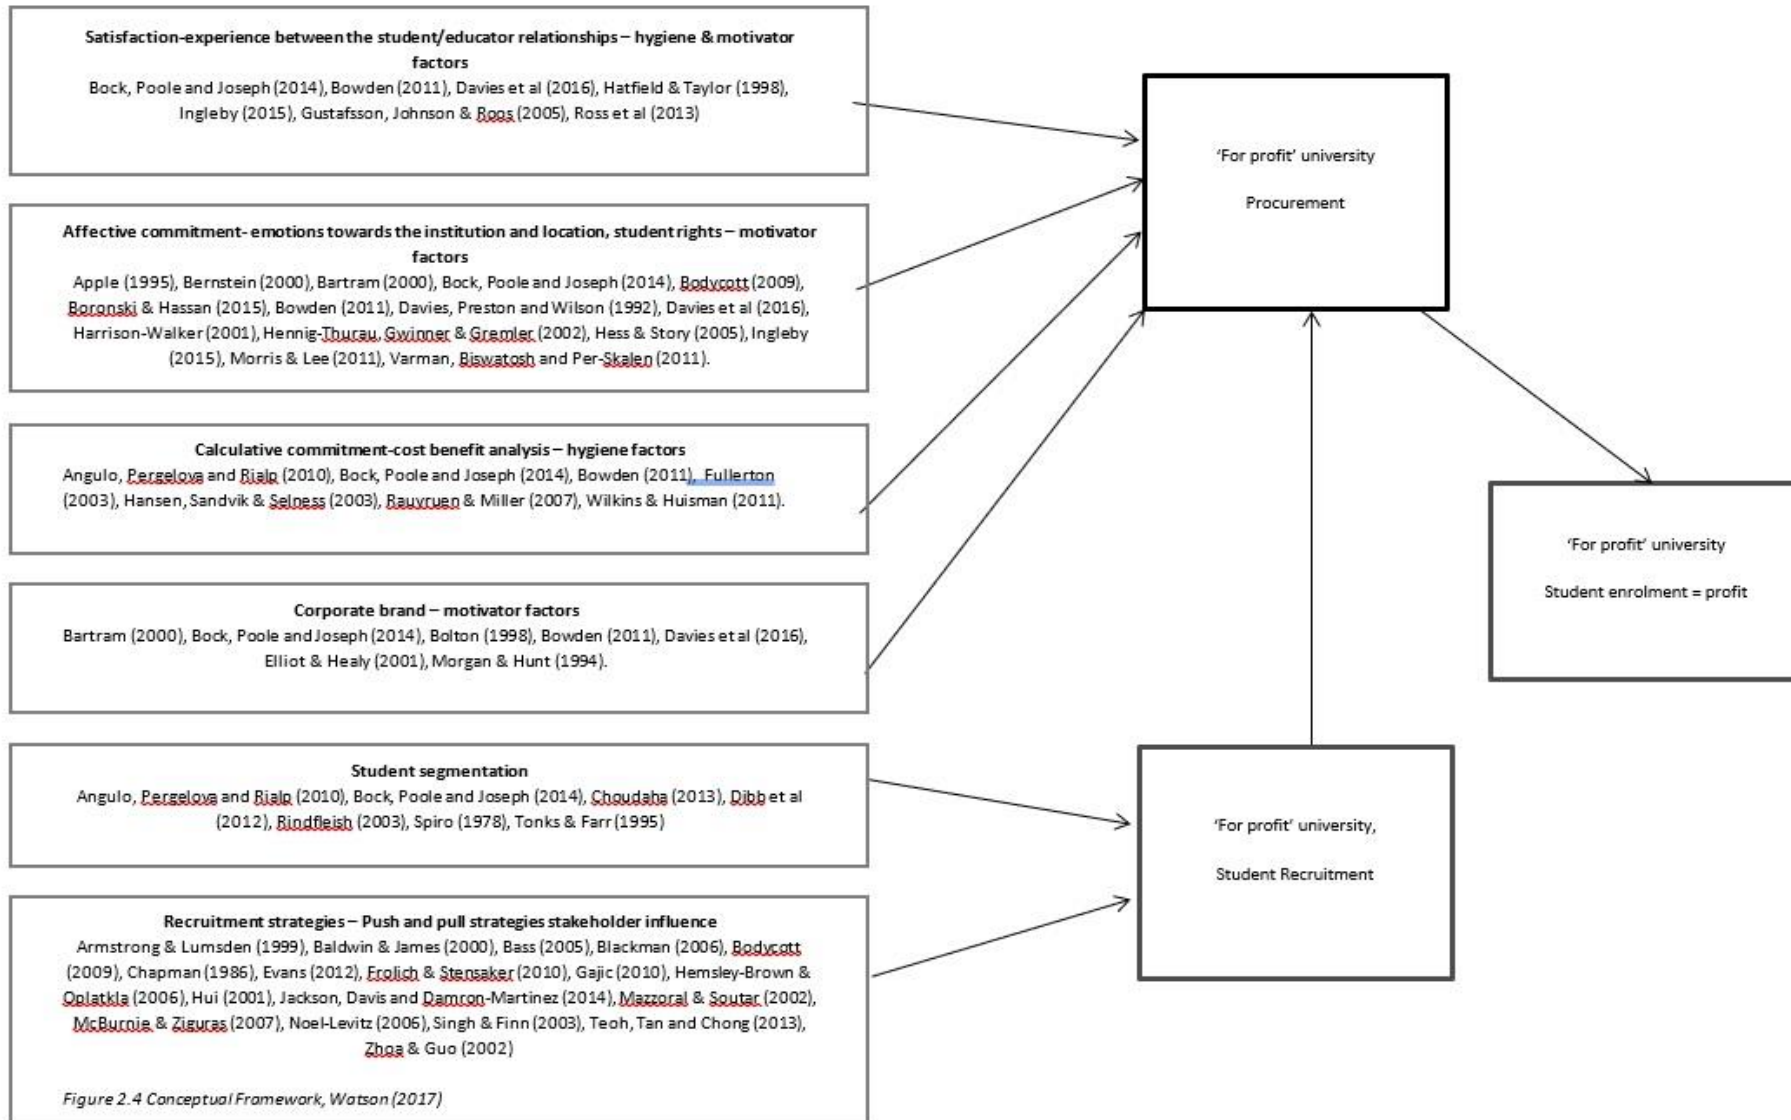 Satisfaction-experience between the student/educator relationships – hygiene & motivator
factors
Bock, Poole and Joseph (2014), Bowden (2011), Davies et al (2016), Hatfield & Taylor (1998),
Ingleby (2015), Gustafsson, Johnson & Roos (2005), Ross et al (2013)
Affective commitment- emotions towards the institution and location, student rights – motivator
factors
Apple (1995), Bernstein (2000), Bartram (2000), Bock, Poole and Joseph (2014), Bodycott (2009),
Boronski & Hassan (2015), Bowden (2011), Davies, Preston and Wilson (1992), Davies et al (2016),
Harrison-Walker (2001), Hennig-Thurau, Gwinner & Gremler (2002), Hess & Story (2005), Ingleby
(2015), Morris & Lee (2011), Varman, Biswatosh and Per-Skalen (2011).
Calculative commitment-cost benefit analysis – hygiene factors
Angulo, Pergelova and Rialp (2010), Bock, Poole and Joseph (2014), Bowden (2011), Fullerton
(2003), Hansen, Sandvik & Selness (2003), Rauyruen & Miller (2007), Wilkins & Huisman (2011).
Corporate brand – motivator factors
Bartram (2000), Bock, Poole and Joseph (2014), Bolton (1998), Bowden (2011), Davies et al (2016),
Elliot & Healy (2001), Morgan & Hunt (1994).
Student segmentation
Angulo, Pergelova and Rialp (2010), Bock, Poole and Joseph (2014), Choudaha (2013), Dibb et al
(2012), Rindfleish (2003), Spiro (1978), Tonks & Farr (1995)
Recruitment strategies – Push and pull strategies stakeholder influence
Armstrong & Lumsden (1999), Baldwin & James (2000), Bass (2005), Blackman (2006), Bodycott
(2009), Chapman (1986), Evans (2012), Frolich & Stensaker (2010), Gajic (2010), Hemsley-Brown &
Oplatkla (2006), Hui (2001), Jackson, Davis and Damron-Martinez (2014), Mazzoral & Soutar (2002),
McBurnie & Ziguras (2007), Noel-Levitz (2006), Singh & Finn (2003), Teoh, Tan and Chong (2013),
Zhoa & Guo (2002)
Figure 2.4 Conceptual Framework, Watson (2017)
‘For profit’ university
Procurement
‘For profit’ university
Student enrolment = profit
‘For profit’ university,
Student Recruitment